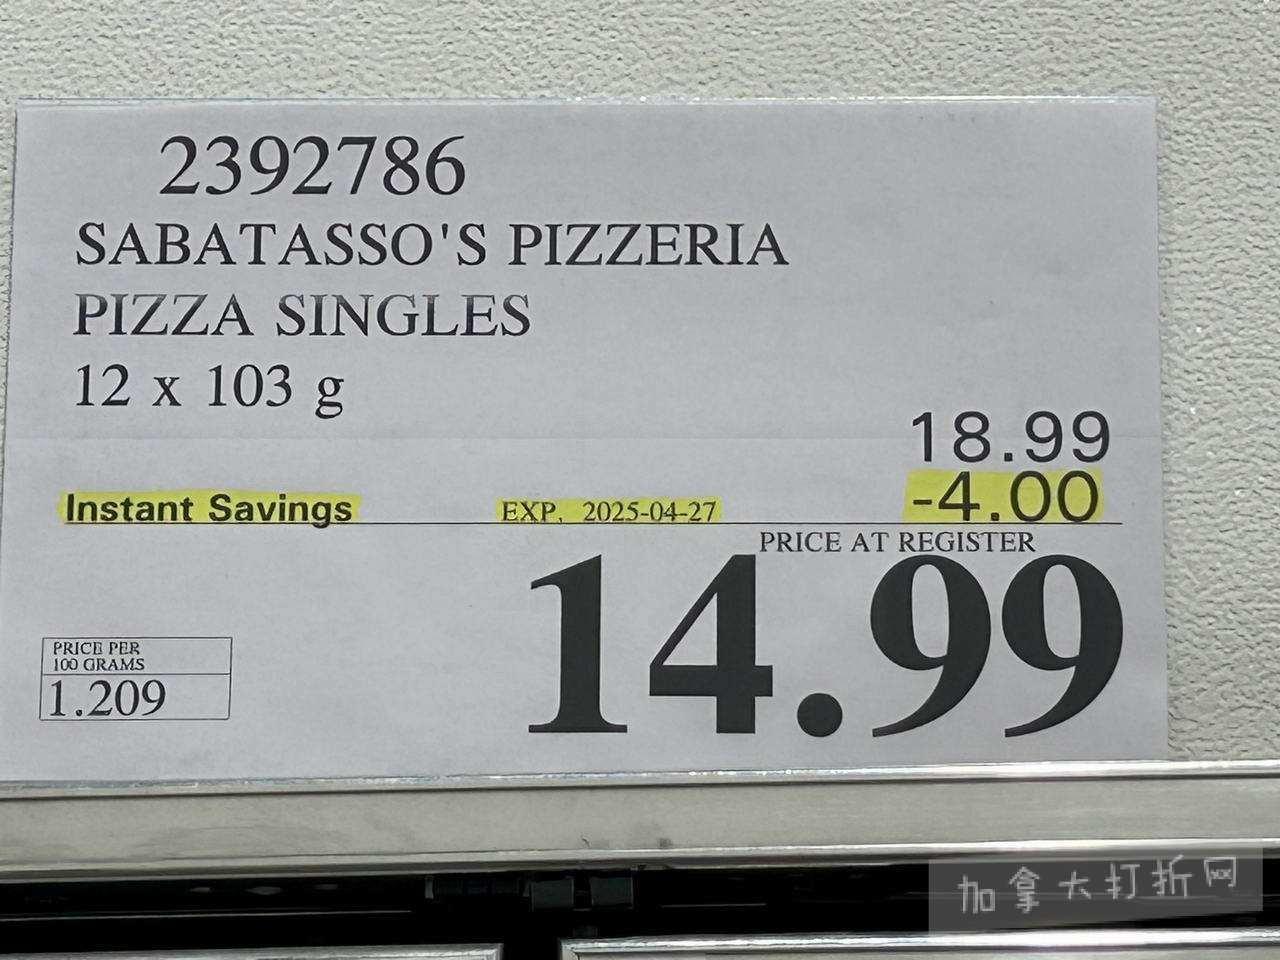 2392786
SABATASSO'S PIZZERIA
PIZZA SINGLES
12 x 103 g
18.99
Instant Savings EXP. 2025-04-27 -4.00
PRICE AT REGISTER
14.99
PRICE PER
100 GRAMS
1.209
加拿大打折网